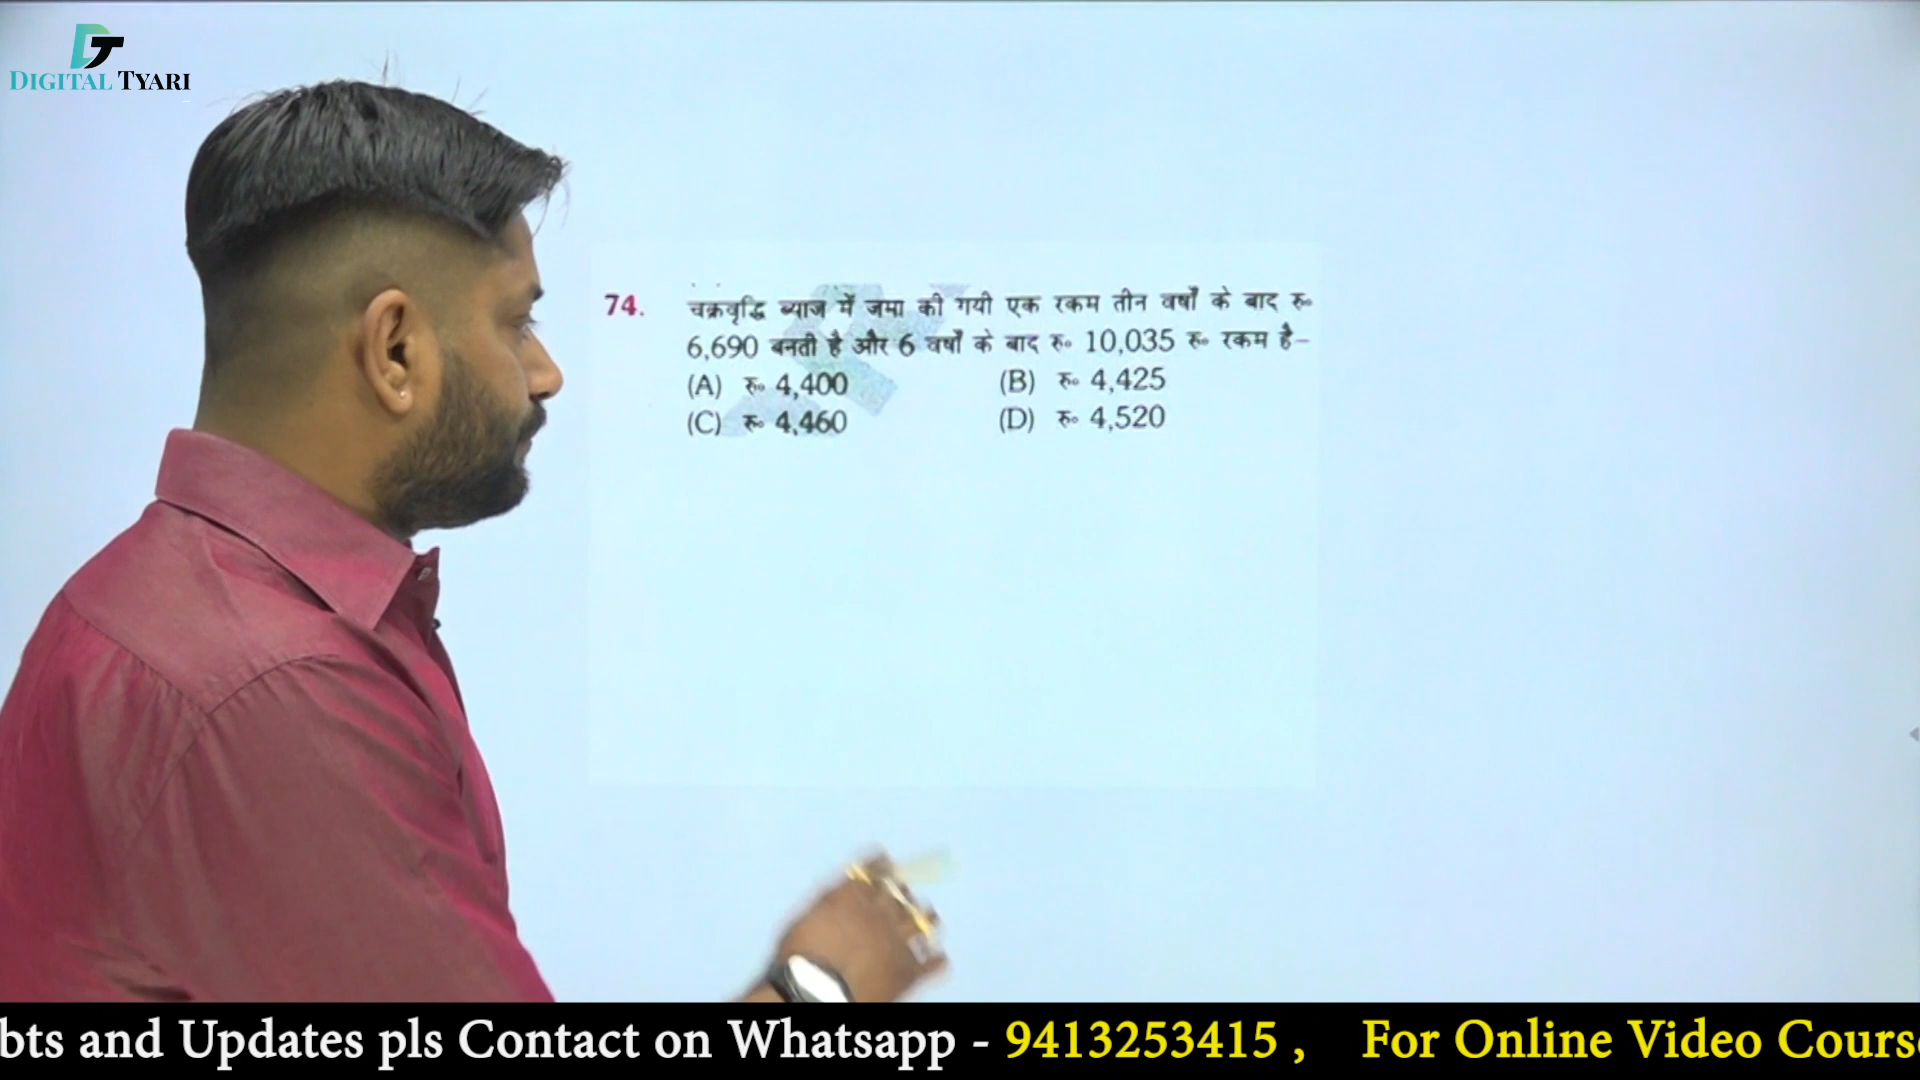 DIGITAL TYARI
74. चक्रवृद्धि ब्याज में जमा की गयी एक रकम तीन वर्षों के बाद रु॰
6,690 बनती है और 6 वर्षों के बाद रु॰ 10,035 रु॰ रकम है–
(A) रु॰ 4,400 (B) रु॰ 4,425
(C) रु॰ 4,460 (D) रु॰ 4,520
bts and Updates pls Contact on Whatsapp - 9413253415 , For Online Video Cours